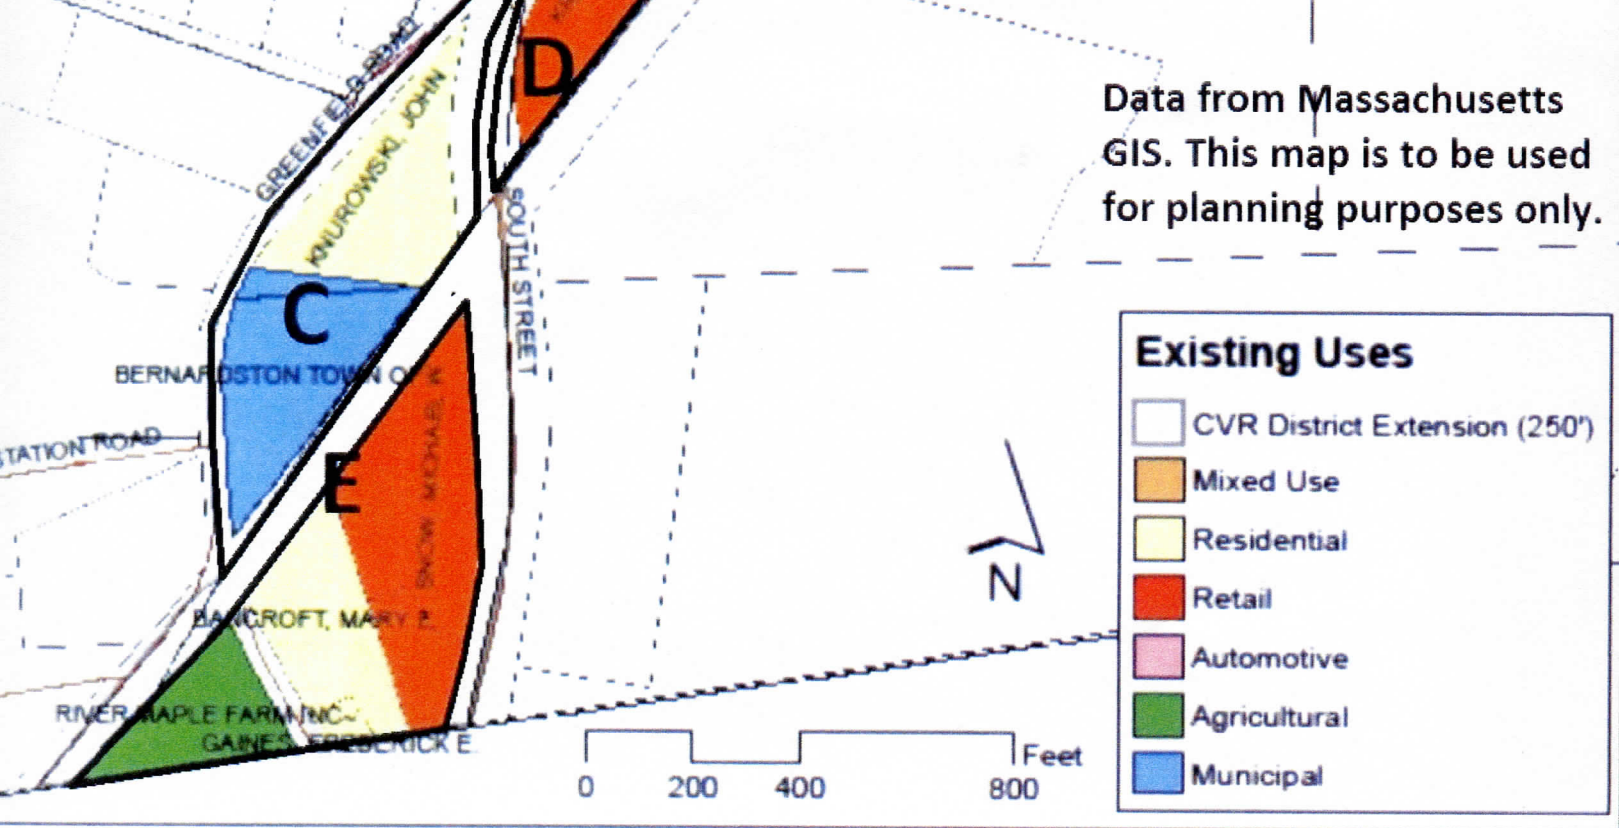 D
GREENFIELD ROAD
KNUROWSKI, JOHN
Data from Massachusetts
GIS. This map is to be used
for planning purposes only.
SOUTH STREET
C
BERNARDSTON TOWN OF
STATION ROAD
E
SNOW MICHAEL
BANCROFT, MARY
RIVER MAPLE FARM INC
GAINES, FREDERICK E.
N
0 200 400 800 Feet
Existing Uses
CVR District Extension (250')
Mixed Use
Residential
Retail
Automotive
Agricultural
Municipal